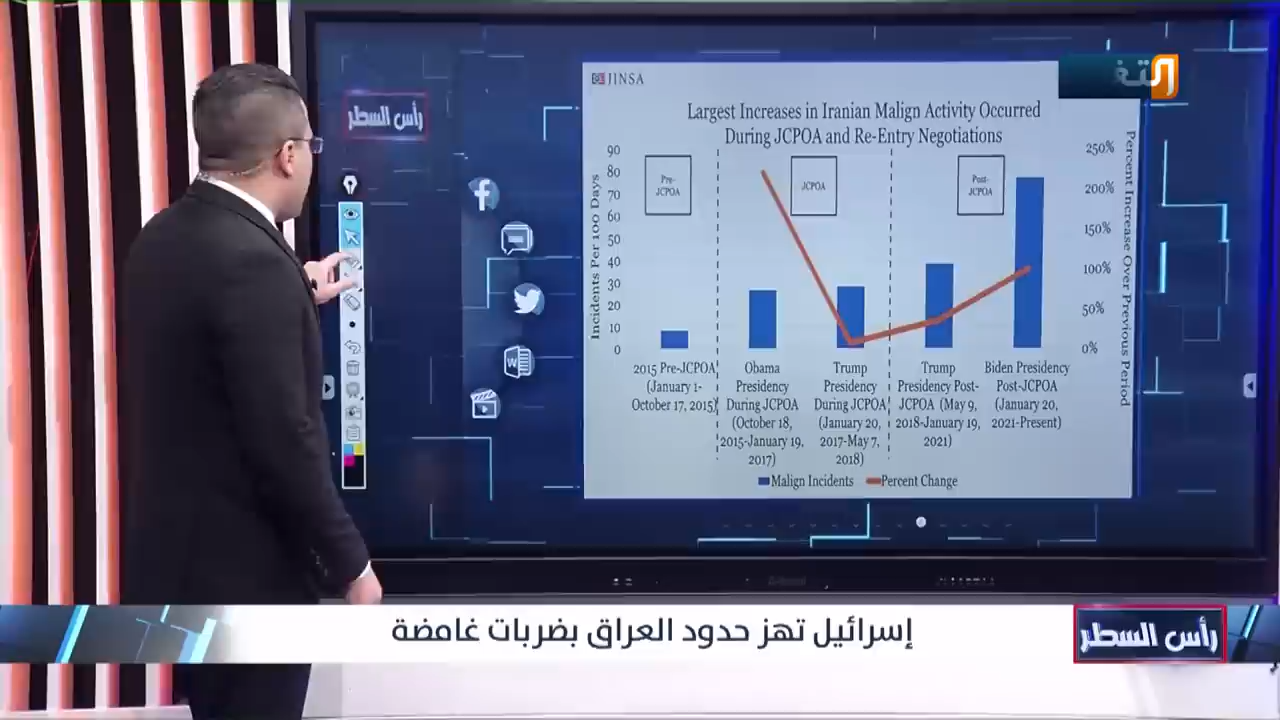 JINSA
التغ
رأس السطر
Largest Increases in Iranian Malign Activity Occurred
During JCPOA and Re-Entry Negotiations
Incidents Per 100 Days
90
80
70
60
50
40
30
20
10
0
Pre-
JCPOA
JCPOA
Post-
JCPOA
250%
200%
150%
100%
50%
0%
Percent Increase Over Previous Period
2015 Pre-JCPOA
(January 1-
October 17, 2015)
Obama
Presidency
During JCPOA
(October 18,
2015-January 19,
2017)
Trump
Presidency
During JCPOA
(January 20,
2017-May 7,
2018)
Trump
Presidency Post-
JCPOA (May 9,
2018-January 19,
2021)
Biden Presidency
Post-JCPOA
(January 20,
2021-Present)
Malign Incidents
Percent Change
إسرائيل تهز حدود العراق بضربات غامضة
رأس السطر